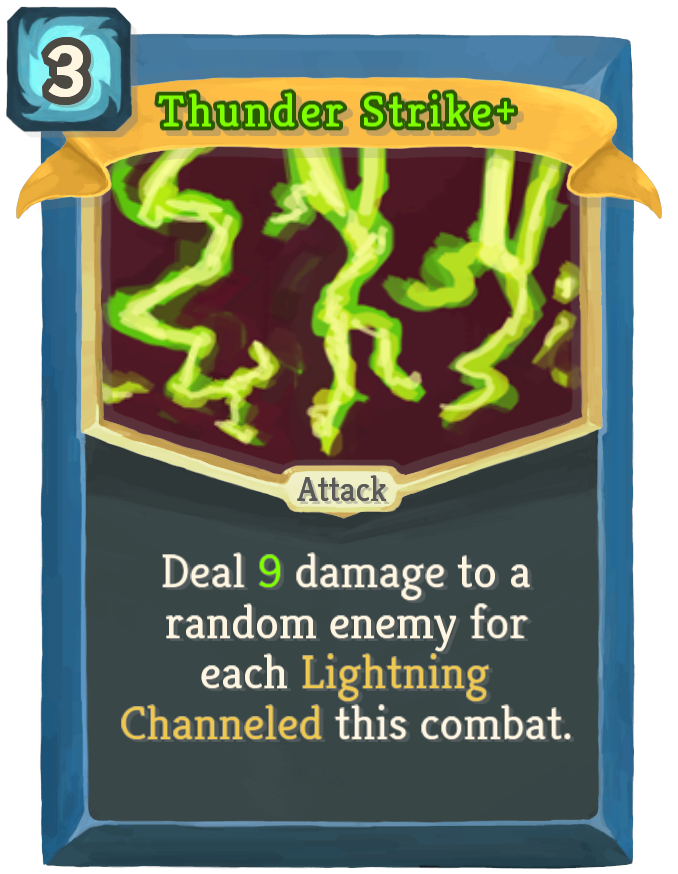 3
Thunder Strike+
Attack
Deal 9 damage to a
random enemy for
each Lightning
Channeled this combat.